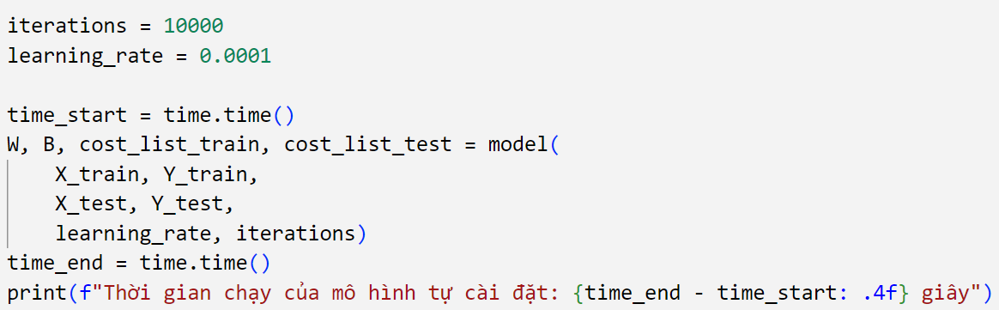 iterations = 10000
learning_rate = 0.0001
time_start = time.time()
W, B, cost_list_train, cost_list_test = model(
X_train, Y_train,
X_test, Y_test,
learning_rate, iterations)
time_end = time.time()
print(f"Thời gian chạy của mô hình tự cài đặt: {time_end - time_start: .4f} giây")